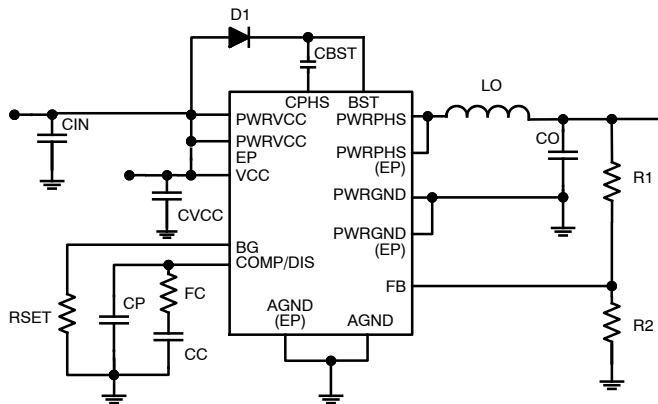 D1
CBST
CPHS
BST
LO
CIN
PWRVCC
PWRPHS
CO
PWRVCC
EP
PWRPHS
(EP)
VCC
R1
CVCC
PWRGND
PWRGND
(EP)
BG
COMP/DIS
FB
RSET
CP
FC
CC
AGND
(EP)
AGND
R2